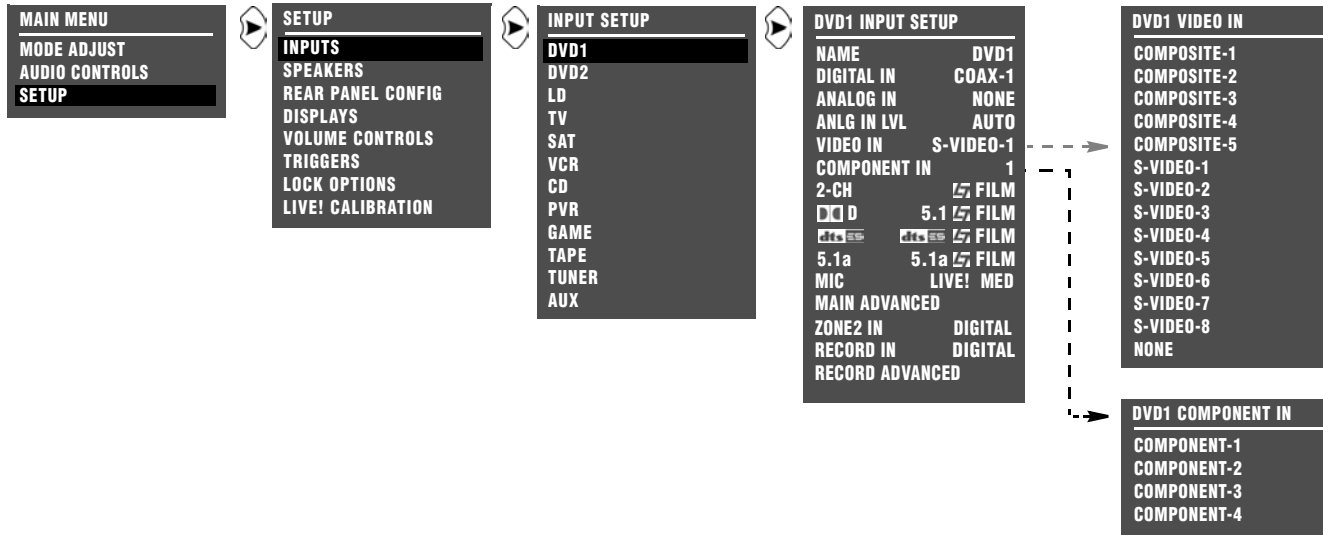 MAIN MENU
MODE ADJUST
AUDIO CONTROLS
SETUP
SETUP
INPUTS
SPEAKERS
REAR PANEL CONFIG
DISPLAYS
VOLUME CONTROLS
TRIGGERS
LOCK OPTIONS
LIVE! CALIBRATION
INPUT SETUP
DVD1
DVD2
LD
TV
SAT
VCR
CD
PVR
GAME
TAPE
TUNER
AUX
DVD1 INPUT SETUP
NAME DVD1
DIGITAL IN COAX-1
ANALOG IN NONE
ANLG IN LVL AUTO
VIDEO IN S-VIDEO-1
COMPONENT IN 1
2-CH FILM
D 5.1 FILM
dts ES dts ES FILM
5.1a 5.1a FILM
MIC LIVE! MED
MAIN ADVANCED
ZONE2 IN DIGITAL
RECORD IN DIGITAL
RECORD ADVANCED
DVD1 VIDEO IN
COMPOSITE-1
COMPOSITE-2
COMPOSITE-3
COMPOSITE-4
COMPOSITE-5
S-VIDEO-1
S-VIDEO-2
S-VIDEO-3
S-VIDEO-4
S-VIDEO-5
S-VIDEO-6
S-VIDEO-7
S-VIDEO-8
NONE
DVD1 COMPONENT IN
COMPONENT-1
COMPONENT-2
COMPONENT-3
COMPONENT-4